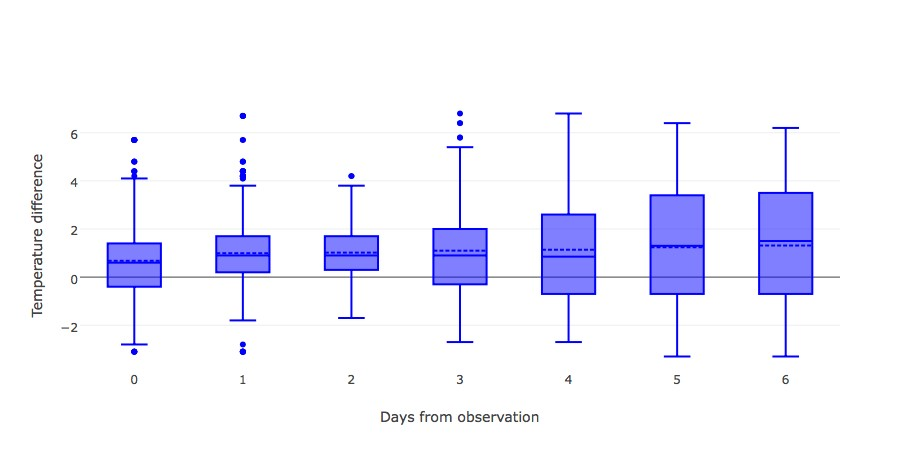 Temperature difference
6
4
2
0
−2
0 1 2 3 4 5 6
Days from observation